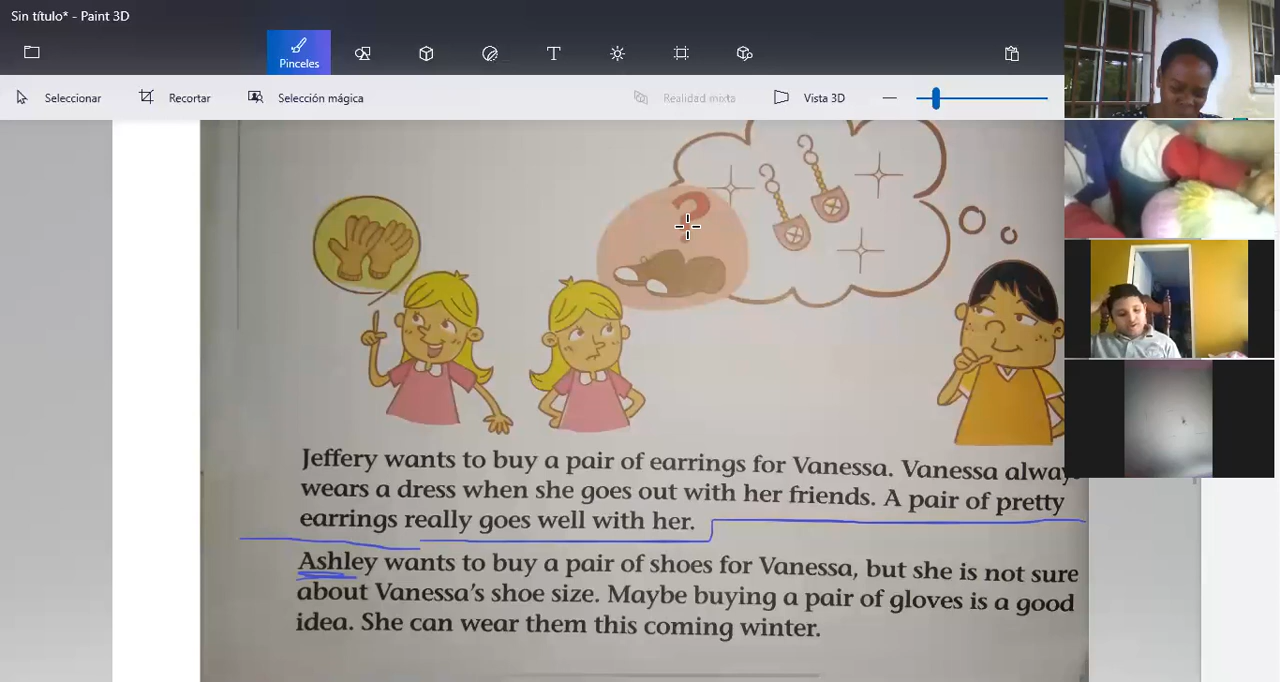 Sin título* - Paint 3D
Pinceles
Seleccionar
Recortar
Selección mágica
Realidad mixta
Vista 3D
?
Jeffery wants to buy a pair of earrings for Vanessa. Vanessa
wears a dress when she goes out with her friends. A pair of pretty
earrings really goes well with her.
Ashley wants to buy a pair of shoes for Vanessa, but she is not sure
about Vanessa's shoe size. Maybe buying a pair of gloves is a good
idea. She can wear them this coming winter.